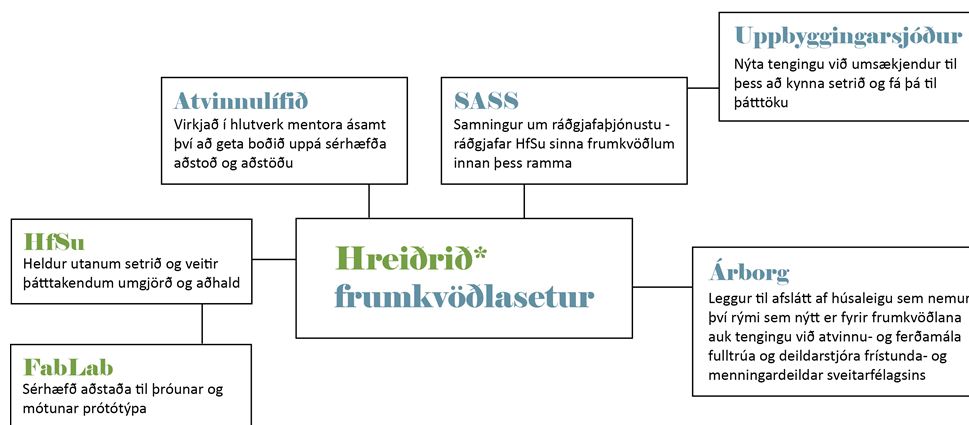 Uppbyggingarsjóður
Nýta tengingu við umsækjendur til
þess að kynna setrið og fá þá til
þátttöku
Atvinnulífið
Virkjað í hlutverk mentora ásamt
því að geta boðið uppá sérhæfða
aðstoð og aðstöðu
SASS
Samningur um ráðgjafaþjónustu -
ráðgjafar HfSu sinna frumkvöðlum
innan þess ramma
HfSu
Heldur utanum setrið og veitir
þátttakendum umgjörð og aðhald
Hreiðrið*
frumkvöðlasetur
Árborg
Leggur til afslátt af húsaleigu sem nemur
því rými sem nýtt er fyrir frumkvöðlana
auk tengingu við atvinnu- og ferðamála
fulltrúa og deildarstjóra frístunda- og
menningardeildar sveitarfélagsins
FabLab
Sérhæfð aðstaða til þróunar og
mótunar prótótýpa